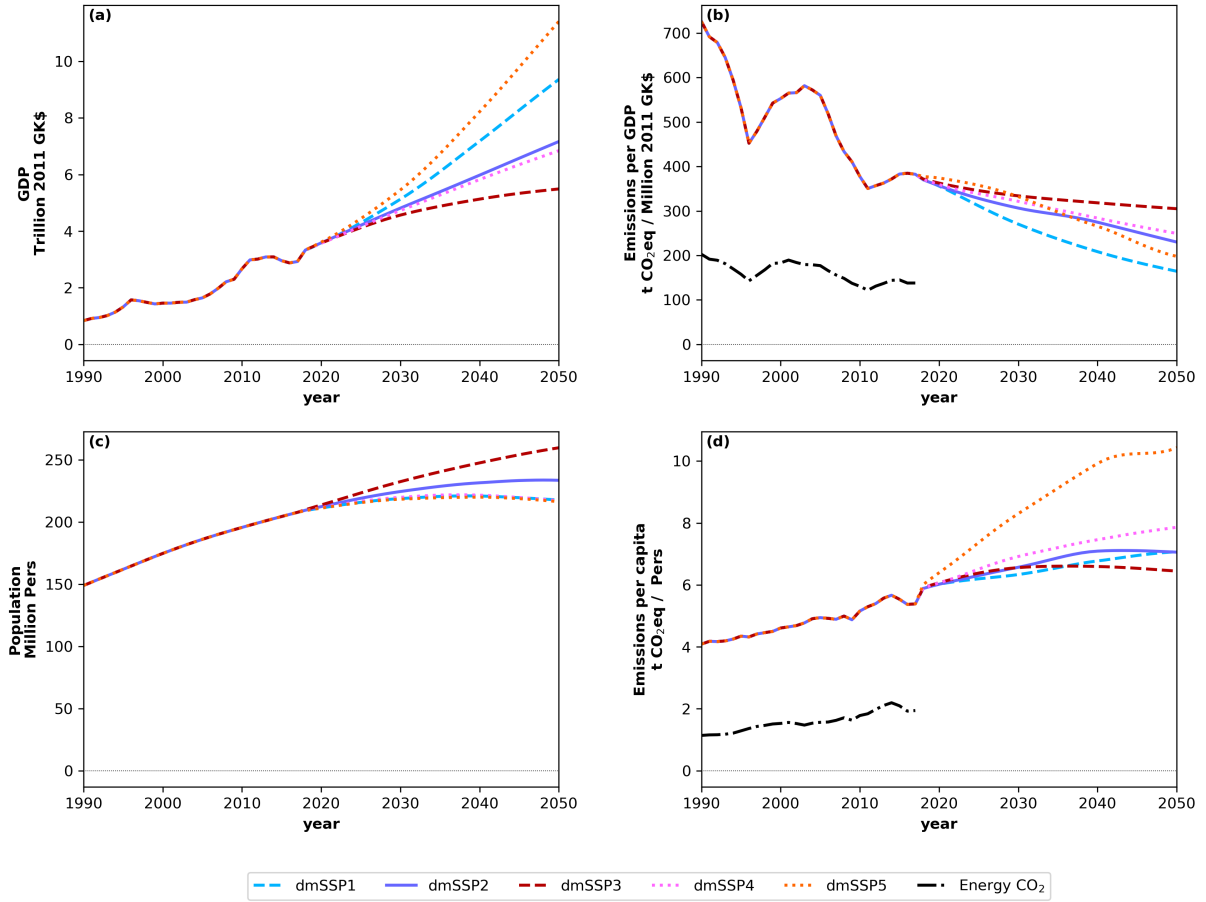 (a)
10
8
6
4
2
0
GDP
Trillion 2011 GK$
1990 2000 2010 2020 2030 2040 2050
year
(b)
700
600
500
400
300
200
100
0
Emissions per GDP
t CO₂eq / Million 2011 GK$
1990 2000 2010 2020 2030 2040 2050
year
(c)
250
200
150
100
50
0
Population
Million Pers
1990 2000 2010 2020 2030 2040 2050
year
(d)
10
8
6
4
2
0
Emissions per capita
t CO₂eq / Pers
1990 2000 2010 2020 2030 2040 2050
year
dmSSP1 dmSSP2 dmSSP3 dmSSP4 dmSSP5 Energy CO₂